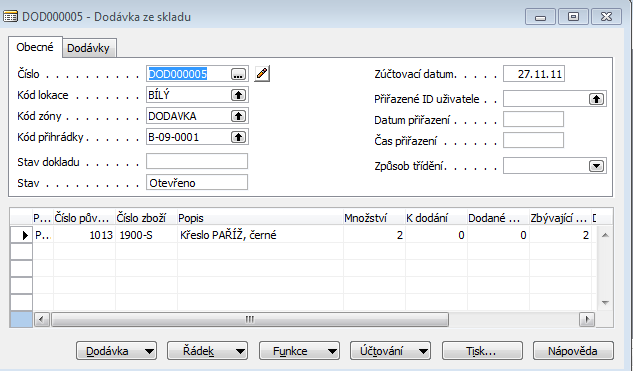 DOD000005 - Dodávka ze skladu
Obecné Dodávky
Číslo . . . . . . . . . . DOD000005 ... Zúčtovací datum. . . . . . 27.11.11
Kód lokace . . . . . . . BÍLÝ Přiřazené ID uživatele . .
Kód zóny. . . . . . . . . DODAVKA Datum přiřazení . . . . .
Kód přihrádky. . . . . . B-09-0001 Čas přiřazení . . . . . .
Stav dokladu . . . . . . Způsob třídění. . . . . .
Stav . . . . . . . . . . Otevřeno
P... Číslo pův... Číslo zboží Popis Množství K dodání Dodané ... Zbývající ... D
P.. 1013 1900-S Křeslo PAŘÍŽ, černé 2 0 0 2
Dodávka Řádek Funkce Účtování Tisk... Nápověda